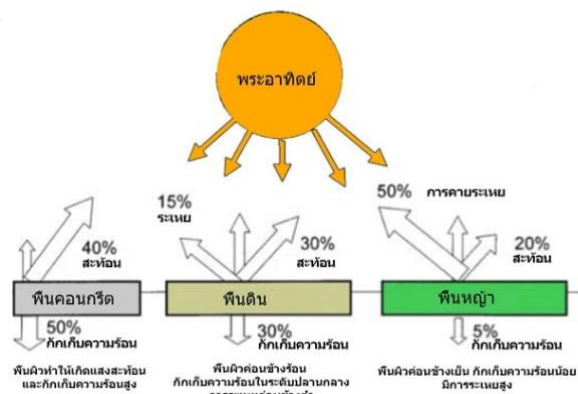 พระอาทิตย์
15%
ระเหย
50% การคายระเหย
40%
สะท้อน
30%
สะท้อน
20%
สะท้อน
พื้นคอนกรีต
พื้นดิน
พื้นหญ้า
50%
กักเก็บความร้อน
30%
กักเก็บความร้อน
5%
กักเก็บความร้อน
พื้นผิวทำให้เกิดแสงสะท้อน
และกักเก็บความร้อนสูง
พื้นผิวค่อนข้างร้อน
กักเก็บความร้อนในระดับปลานกลาง
พื้นผิวค่อนข้างเย็น กักเก็บความร้อนน้อย
มีการระเหยสูง